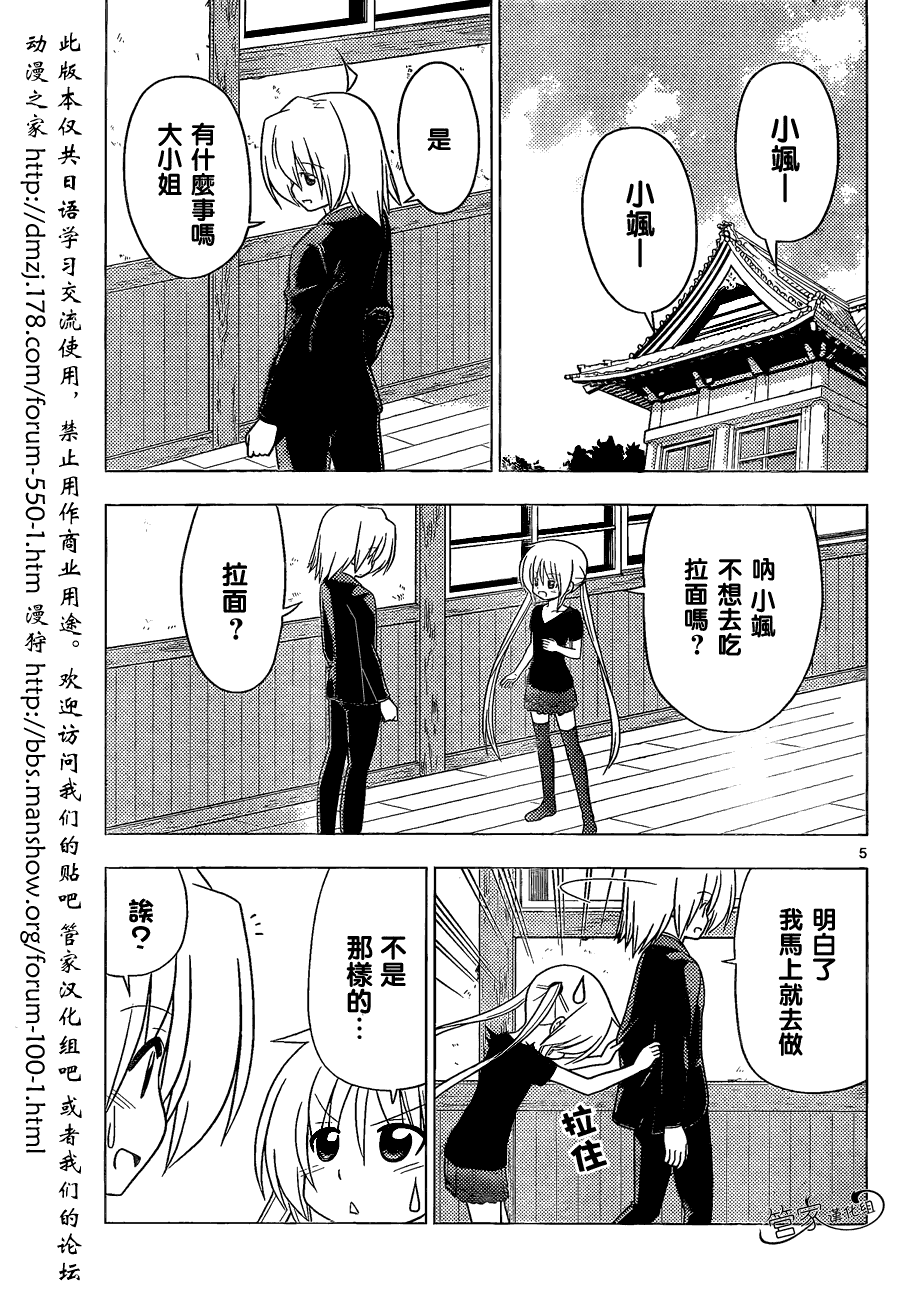 小颯ー
小颯ー
是
有什麼事嗎
大小姐
吶 小颯
不想去吃
拉面嗎？
拉面？
5
明白了
我馬上就去做
拉住
不是
那樣的…
誒？
管家漢化組
此版本仅共日语学习交流使用，禁止用作商业用途。欢迎访问我们的贴吧 管家汉化组吧 或者我们的论坛
动漫之家 http://dmzj.178.com/forum-550-1.htm 漫狩 http://bbs.manshow.org/forum-100-1.html